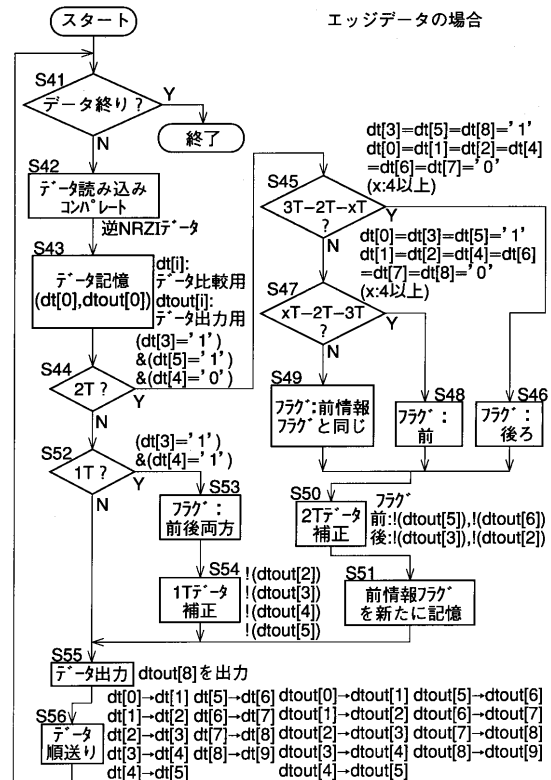 スタート
エッジデータの場合
S41
データ終り?
Y
N
終了
S42
データ読み込み
コンパレート
逆NRZIデータ
S43
データ記憶
(dt[0],dtout[0])
dt[i]:
データ比較用
dtout[i]:
データ出力用
(dt[3]='1')
&(dt[5]='1')
&(dt[4]='0')
S44
2T?
Y
N
dt[3]=dt[5]=dt[8]='1'
dt[0]=dt[1]=dt[2]=dt[4]
=dt[6]=dt[7]='0'
(x:4以上)
S45
3T-2T-xT
?
Y
N
dt[0]=dt[3]=dt[5]='1'
dt[1]=dt[2]=dt[4]=dt[6]
=dt[7]=dt[8]='0'
(x:4以上)
S47
xT-2T-3T
?
Y
N
S49
フラグ:前情報
フラグと同じ
S48
フラグ:
前
S46
フラグ:
後ろ
S50
2Tデータ
補正
フラグ
前:!(dtout[5]),!(dtout[6])
後:!(dtout[3]),!(dtout[2])
S51
前情報フラグ
を新たに記憶
S52
1T?
(dt[3]='1')
&(dt[4]='1')
Y
N
S53
フラグ:
前後両方
S54
1Tデータ
補正
!(dtout[2])
!(dtout[3])
!(dtout[4])
!(dtout[5])
S55
データ出力
dtout[8]を出力
S56
データ
順送り
dt[0]→dt[1] dt[5]→dt[6] dtout[0]→dtout[1] dtout[5]→dtout[6]
dt[1]→dt[2] dt[6]→dt[7] dtout[1]→dtout[2] dtout[6]→dtout[7]
dt[2]→dt[3] dt[7]→dt[8] dtout[2]→dtout[3] dtout[7]→dtout[8]
dt[3]→dt[4] dt[8]→dt[9] dtout[3]→dtout[4] dtout[8]→dtout[9]
dt[4]→dt[5] dtout[4]→dtout[5]